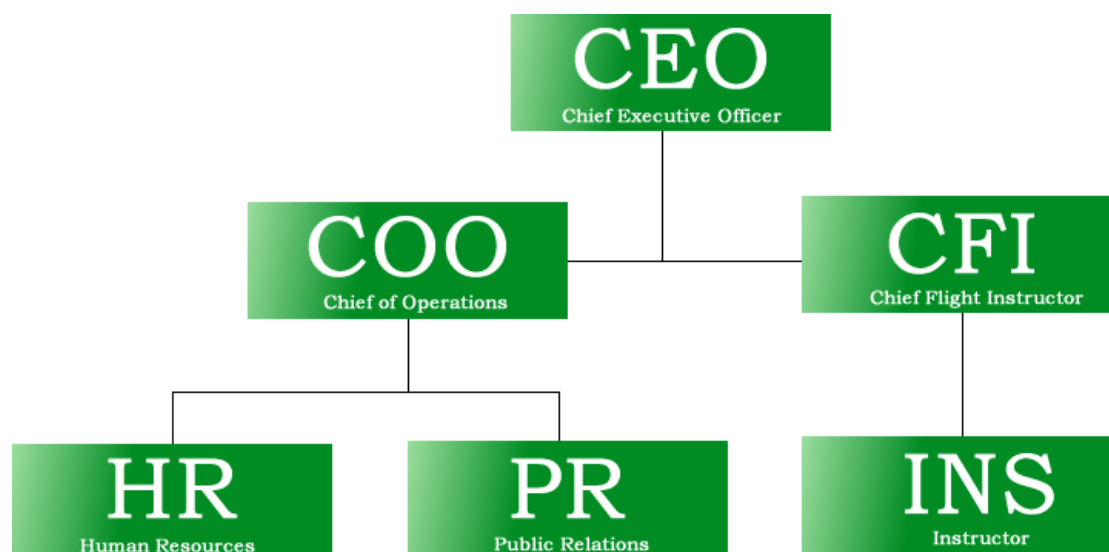 CEO
Chief Executive Officer
COO
Chief of Operations
CFI
Chief Flight Instructor
HR
Human Resources
PR
Public Relations
INS
Instructor